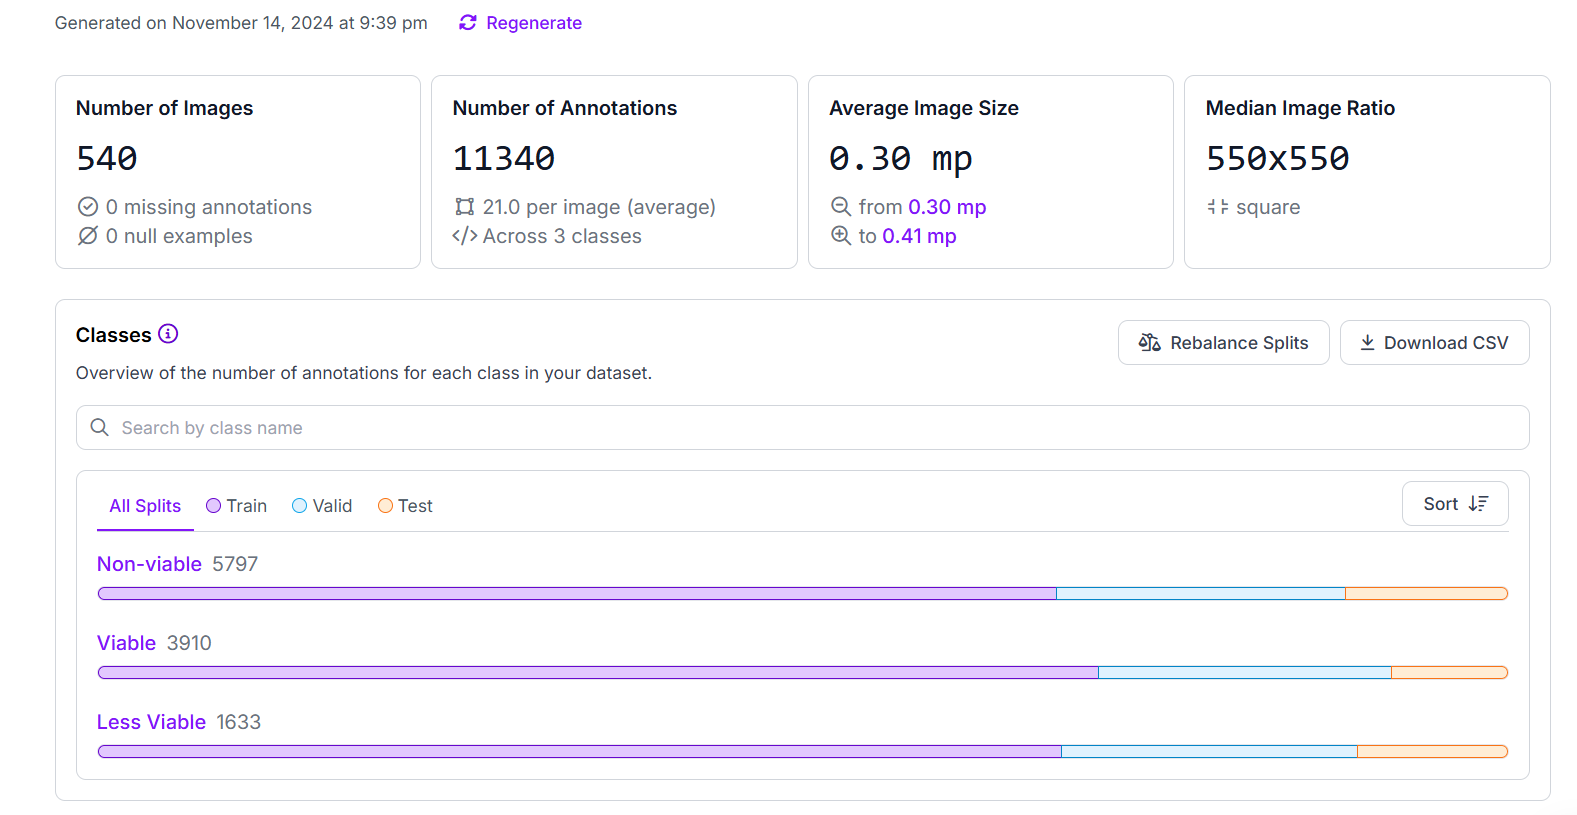 Generated on November 14, 2024 at 9:39 pm Regenerate
Number of Images
540
0 missing annotations
0 null examples
Number of Annotations
11340
21.0 per image (average)
Across 3 classes
Average Image Size
0.30 mp
from 0.30 mp
to 0.41 mp
Median Image Ratio
550x550
square
Classes
Overview of the number of annotations for each class in your dataset.
Rebalance Splits
Download CSV
Search by class name
All Splits Train Valid Test
Sort
Non-viable 5797
Viable 3910
Less Viable 1633